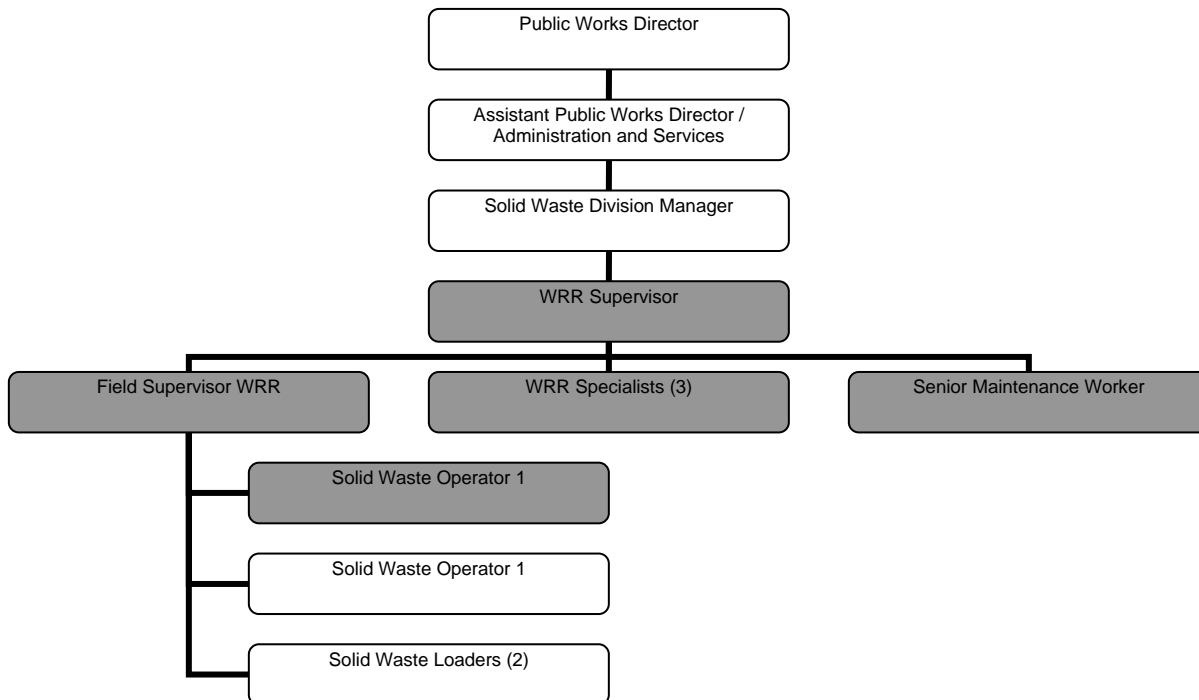 Public Works Director
Assistant Public Works Director /
Administration and Services
Solid Waste Division Manager
WRR Supervisor
Field Supervisor WRR
WRR Specialists (3)
Senior Maintenance Worker
Solid Waste Operator 1
Solid Waste Operator 1
Solid Waste Loaders (2)